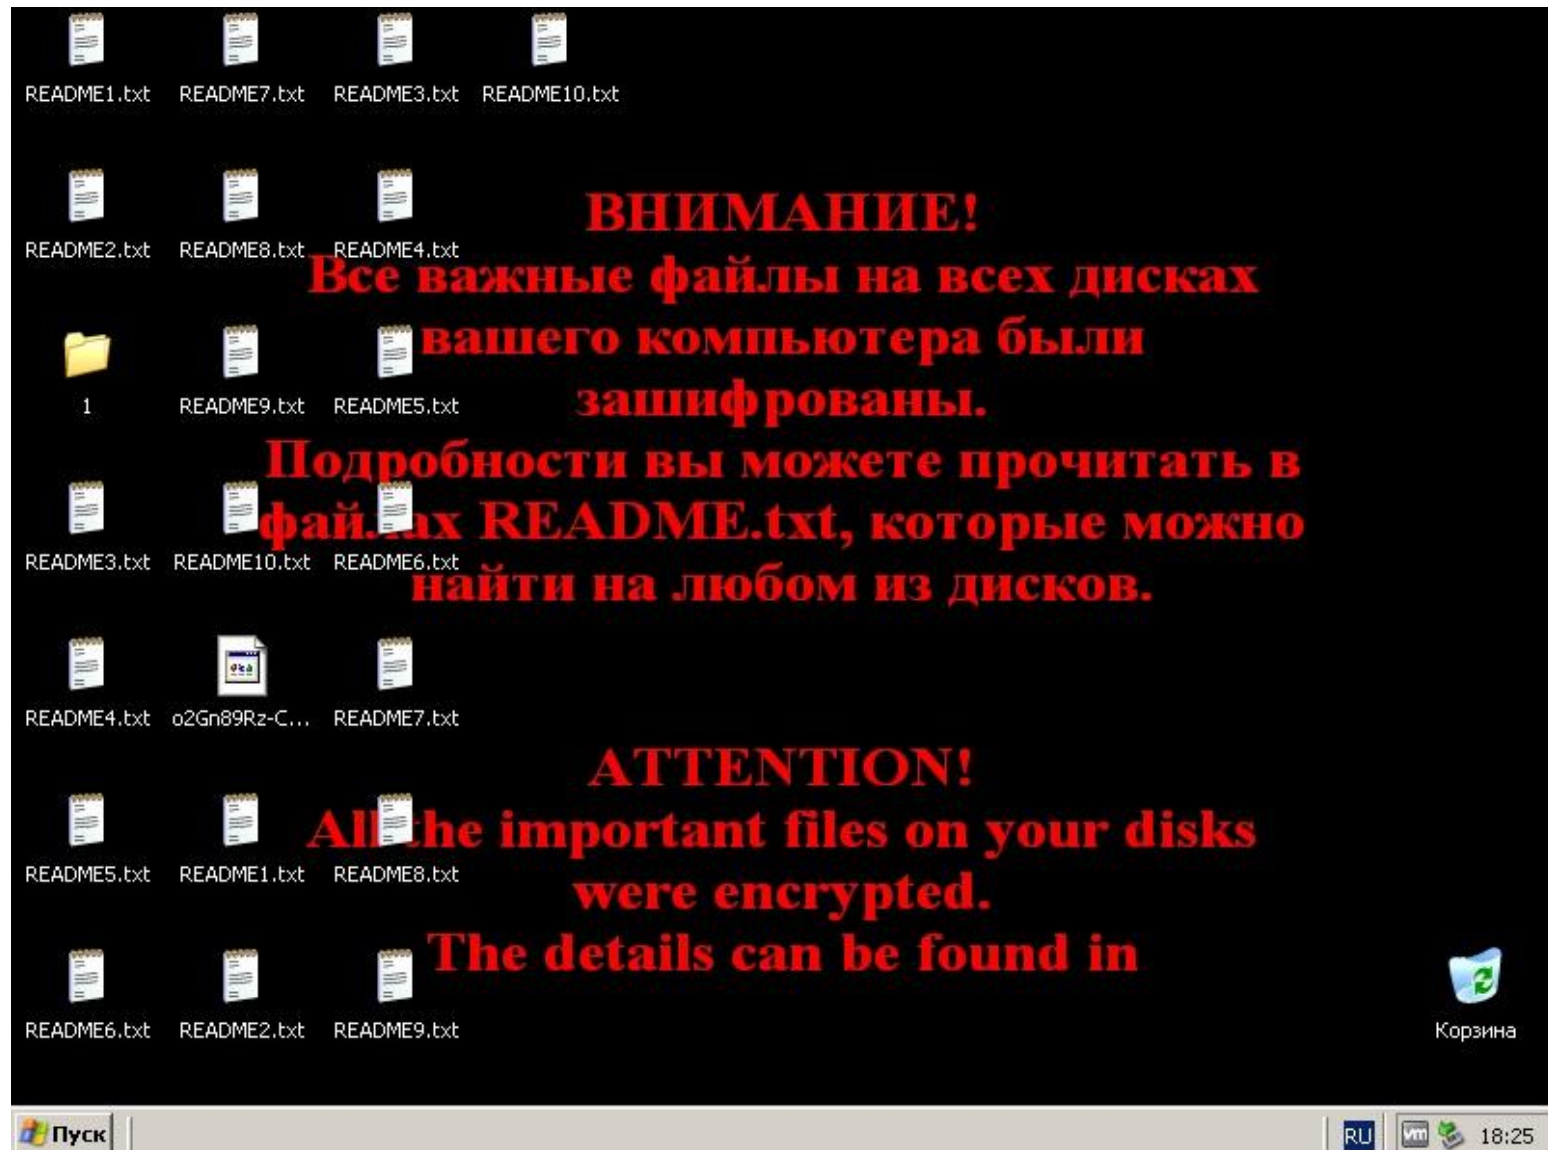 README1.txt README7.txt README3.txt README10.txt
README2.txt README8.txt README4.txt
1 README9.txt README5.txt
README3.txt README10.txt README6.txt
README4.txt o2Gn89Rz-C... README7.txt
README5.txt README1.txt README8.txt
README6.txt README2.txt README9.txt
ВНИМАНИЕ!
Все важные файлы на всех дисках
вашего компьютера были
зашифрованы.
Подробности вы можете прочитать в
файлах README.txt, которые можно
найти на любом из дисков.
ATTENTION!
All the important files on your disks
were encrypted.
The details can be found in
Корзина
Пуск RU vm 18:25